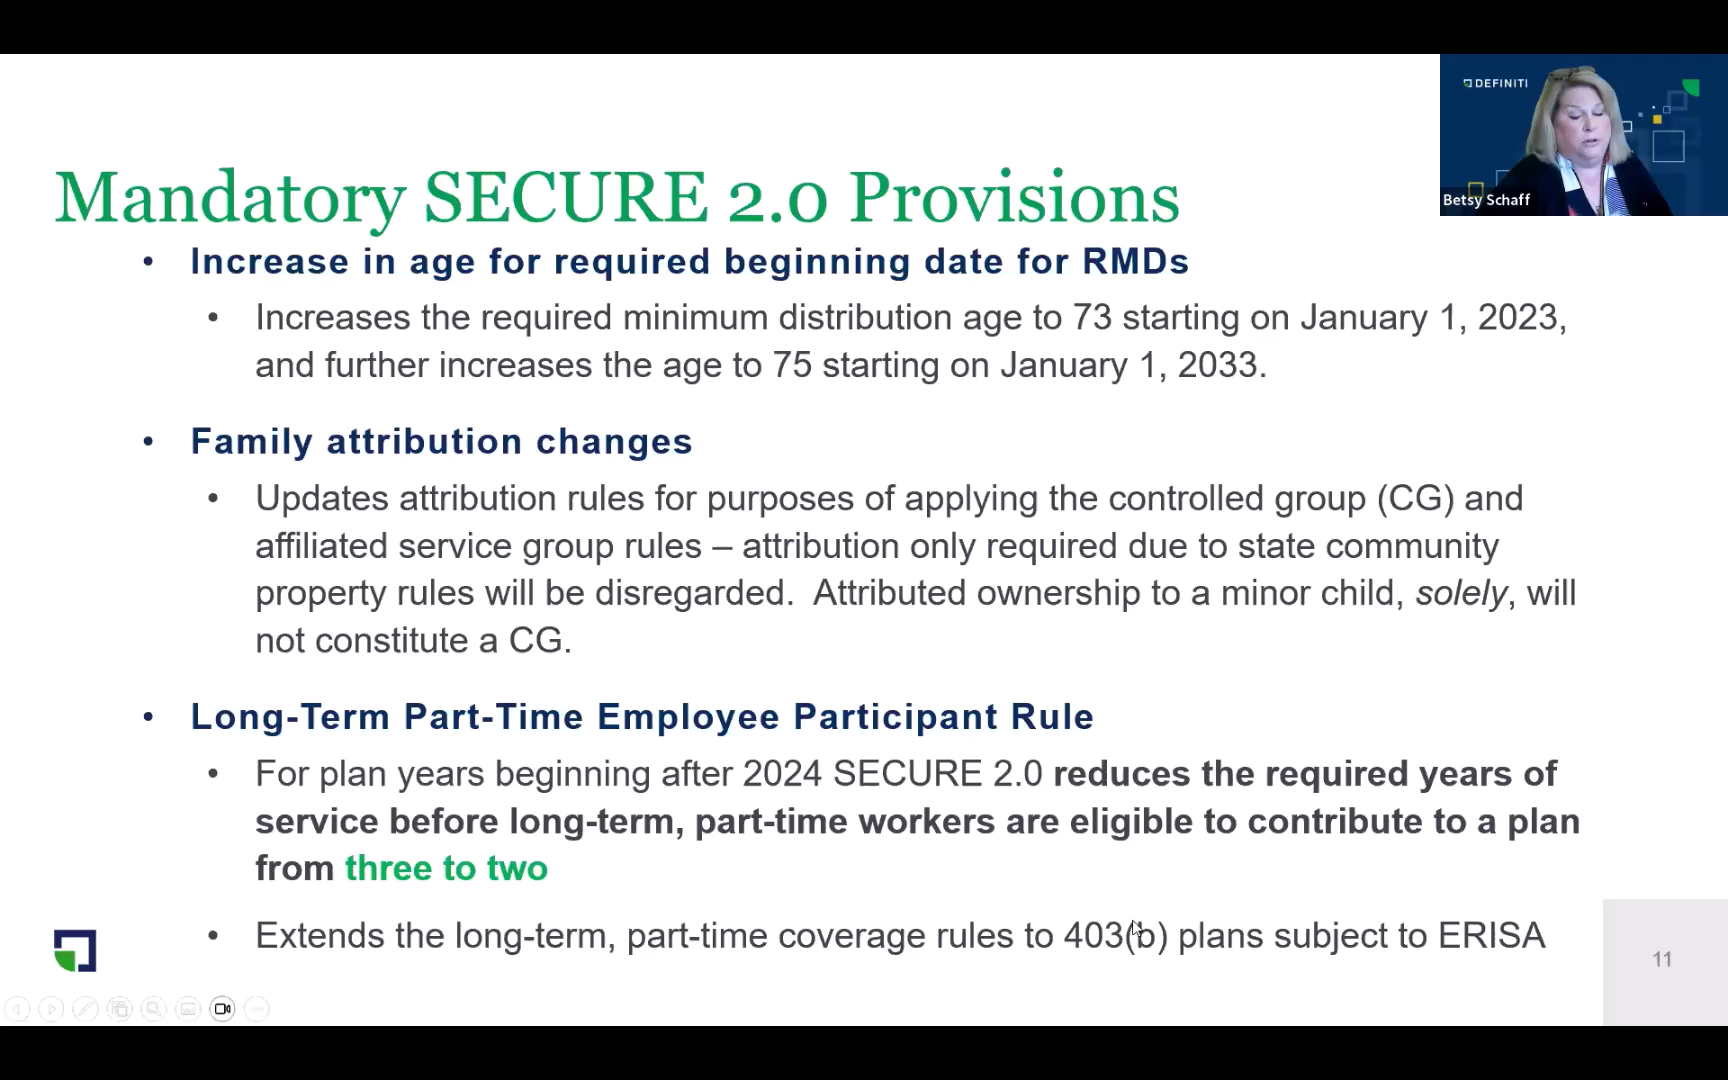 DEFINITI
Betsy Schaff
Mandatory SECURE 2.0 Provisions
• Increase in age for required beginning date for RMDs
• Increases the required minimum distribution age to 73 starting on January 1, 2023,
and further increases the age to 75 starting on January 1, 2033.
• Family attribution changes
• Updates attribution rules for purposes of applying the controlled group (CG) and
affiliated service group rules – attribution only required due to state community
property rules will be disregarded.  Attributed ownership to a minor child, solely, will
not constitute a CG.
• Long-Term Part-Time Employee Participant Rule
• For plan years beginning after 2024 SECURE 2.0 reduces the required years of
service before long-term, part-time workers are eligible to contribute to a plan
from three to two
• Extends the long-term, part-time coverage rules to 403(b) plans subject to ERISA
11